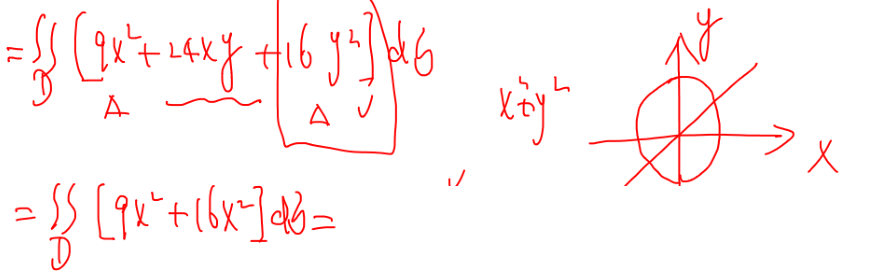 = ∬_D [9x² + 24xy + 16y²] dσ
Δ Δ ✓
x² + y²
y
x
= ∬_D [9x² + 16x²] dσ =